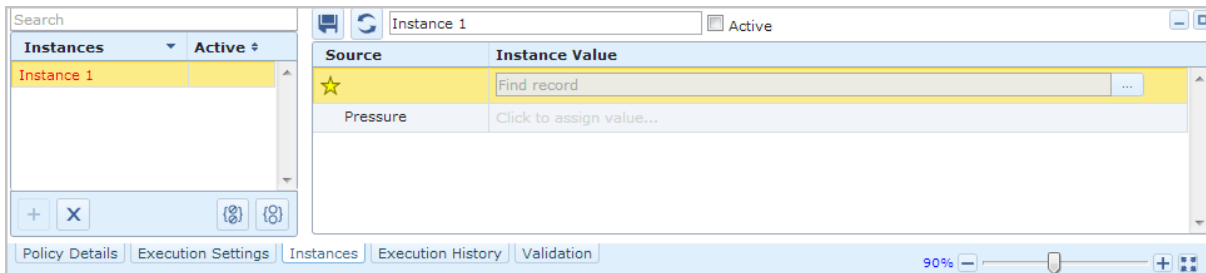 Search
Instances Active
Instance 1
Instance 1 Active
Source Instance Value
Find record ...
Pressure Click to assign value...
Policy Details Execution Settings Instances Execution History Validation
90%